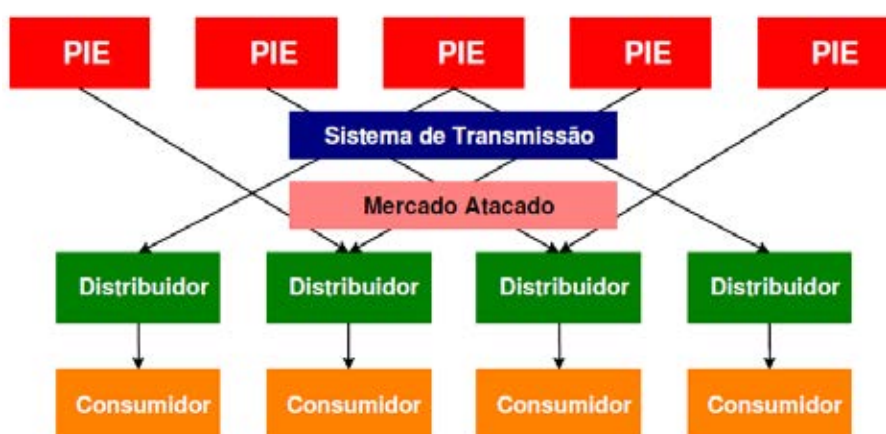 PIE
PIE
PIE
PIE
PIE
Sistema de Transmissão
Mercado Atacado
Distribuidor
Distribuidor
Distribuidor
Distribuidor
Consumidor
Consumidor
Consumidor
Consumidor